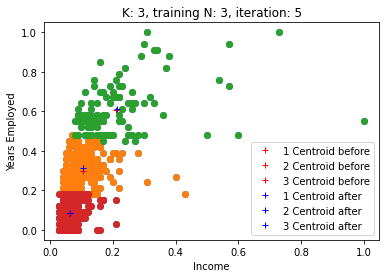 K: 3, training N: 3, iteration: 5
1.0
0.8
0.6
0.4
0.2
0.0
Years Employed
1 Centroid before
2 Centroid before
3 Centroid before
1 Centroid after
2 Centroid after
3 Centroid after
0.0 0.2 0.4 0.6 0.8 1.0
Income